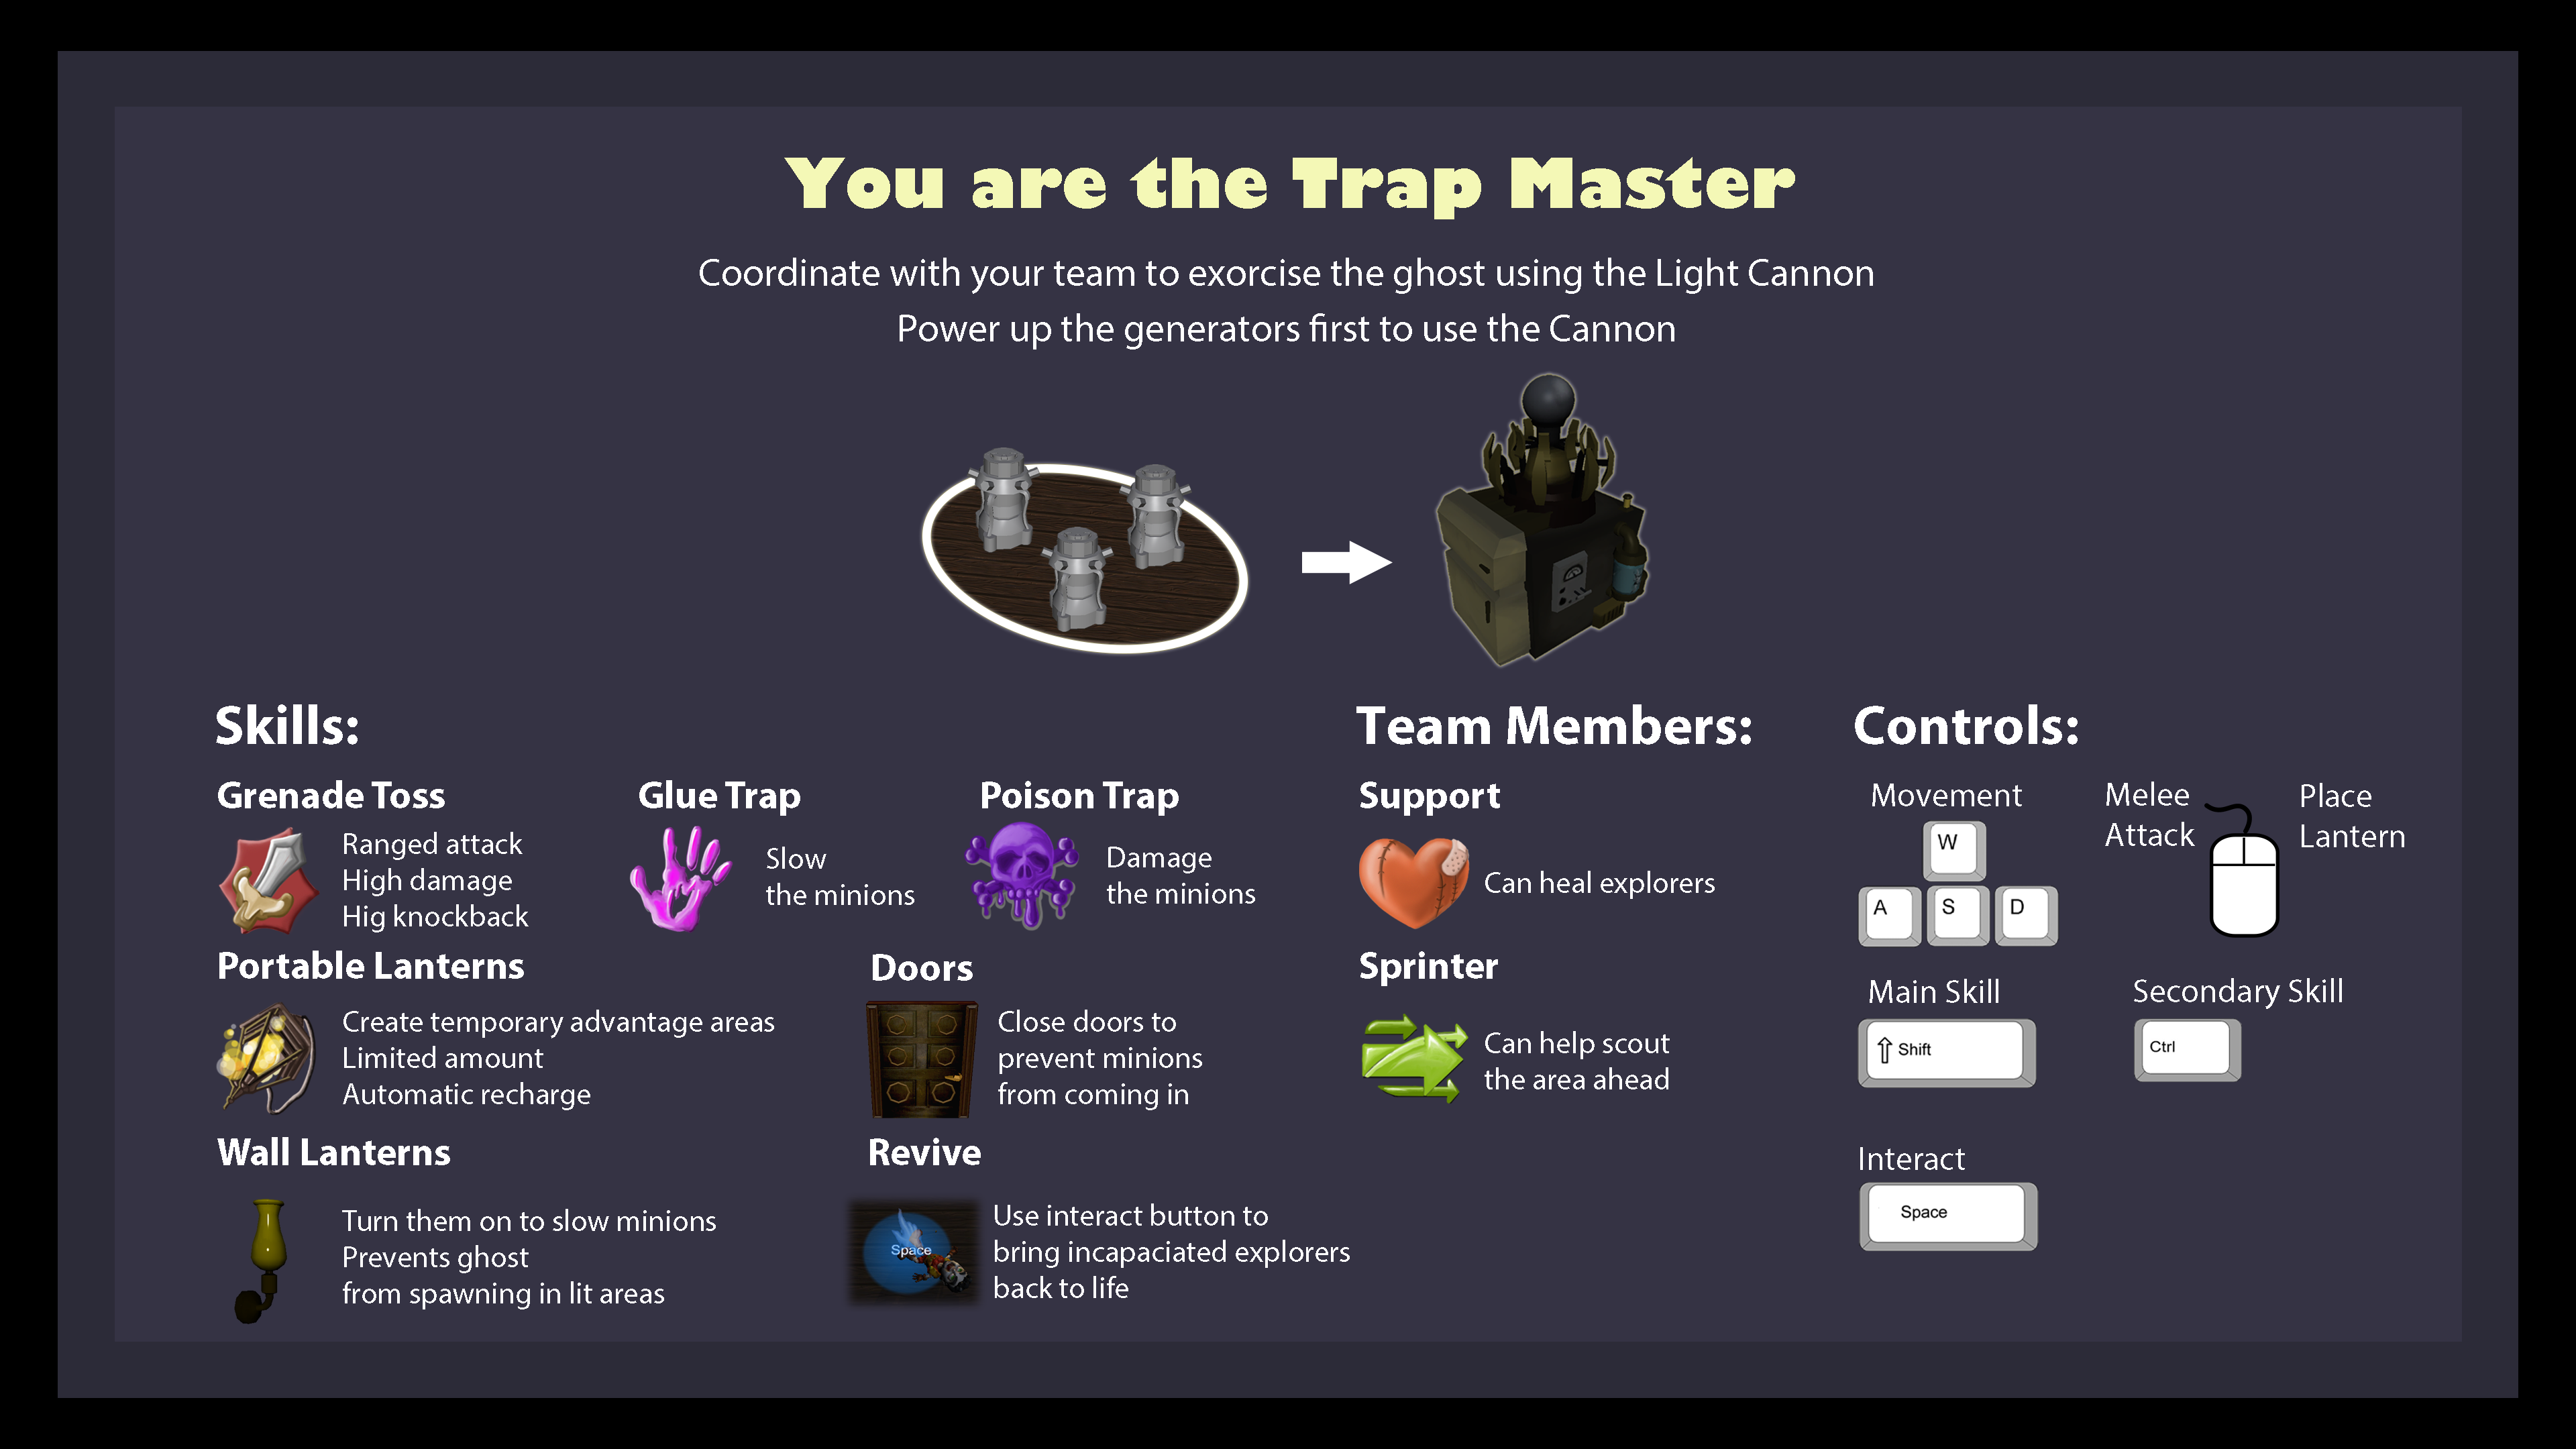 You are the Trap Master
Coordinate with your team to exorcise the ghost using the Light Cannon
Power up the generators first to use the Cannon
Skills:
Grenade Toss
Ranged attack
High damage
Hig knockback
Glue Trap
Slow
the minions
Poison Trap
Damage
the minions
Portable Lanterns
Create temporary advantage areas
Limited amount
Automatic recharge
Doors
Close doors to
prevent minions
from coming in
Wall Lanterns
Turn them on to slow minions
Prevents ghost
from spawning in lit areas
Revive
Space
Use interact button to
bring incapaciated explorers
back to life
Team Members:
Support
Can heal explorers
Sprinter
Can help scout
the area ahead
Controls:
Movement
W
A S D
Melee
Attack
Place
Lantern
Main Skill
Shift
Secondary Skill
Ctrl
Interact
Space